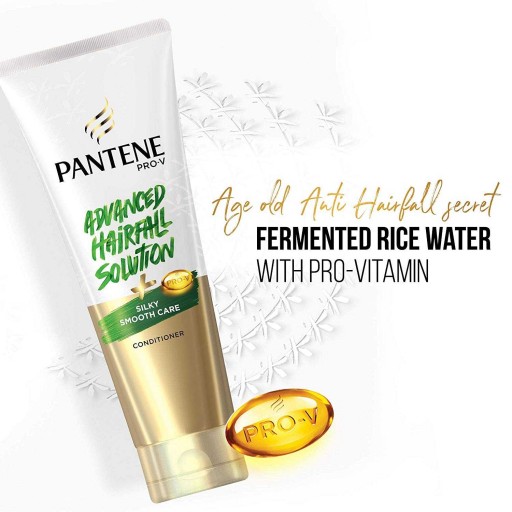 PANTENE
PRO-V
ADVANCED
HAIRFALL
SOLUTION
PRO-V
SILKY
SMOOTH CARE
CONDITIONER
Age old Anti Hairfall secret
FERMENTED RICE WATER
WITH PRO-VITAMIN
PRO-V